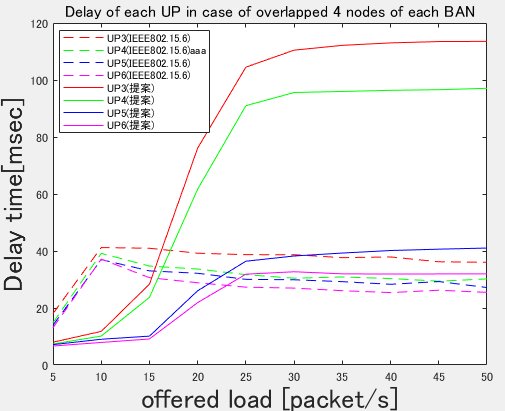 Delay of each UP in case of overlapped 4 nodes of each BAN
UP3(IEEE802.15.6)
UP4(IEEE802.15.6)aaa
UP5(IEEE802.15.6)
UP6(IEEE802.15.6)
UP3(提案)
UP4(提案)
UP5(提案)
UP6(提案)
Delay time[msec]
120
100
80
60
40
20
0
5 10 15 20 25 30 35 40 45 50
offered load [packet/s]